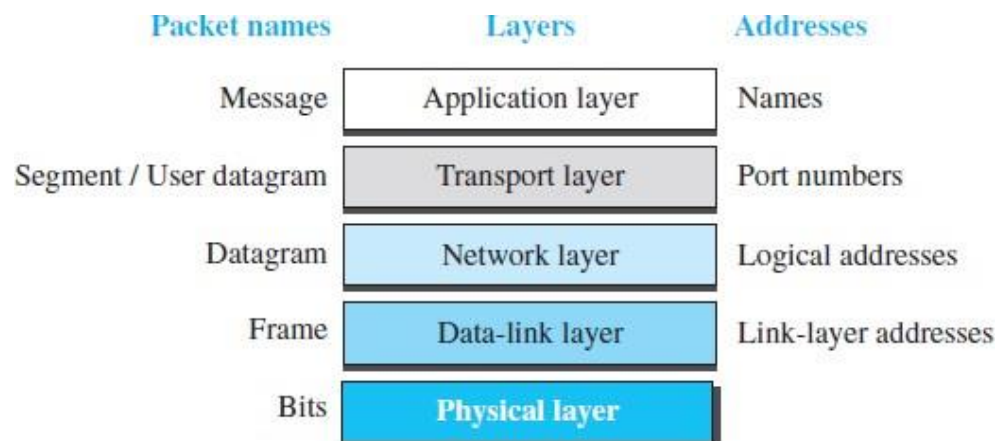 Packet names Layers Addresses
Message Application layer Names
Segment / User datagram Transport layer Port numbers
Datagram Network layer Logical addresses
Frame Data-link layer Link-layer addresses
Bits Physical layer